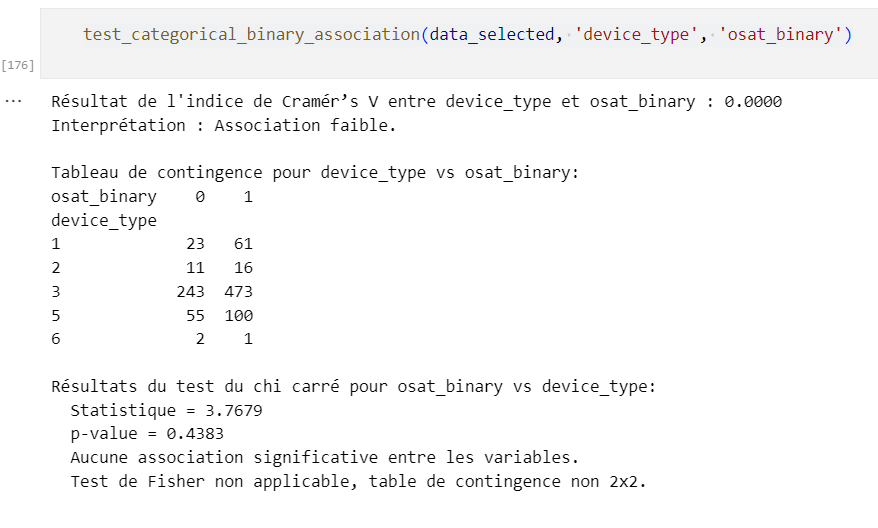 test_categorical_binary_association(data_selected, 'device_type', 'osat_binary')
[176]
...
Résultat de l'indice de Cramér’s V entre device_type et osat_binary : 0.0000
Interprétation : Association faible.
Tableau de contingence pour device_type vs osat_binary:
osat_binary 0 1
device_type
1 23 61
2 11 16
3 243 473
5 55 100
6 2 1
Résultats du test du chi carré pour osat_binary vs device_type:
Statistique = 3.7679
p-value = 0.4383
Aucune association significative entre les variables.
Test de Fisher non applicable, table de contingence non 2x2.